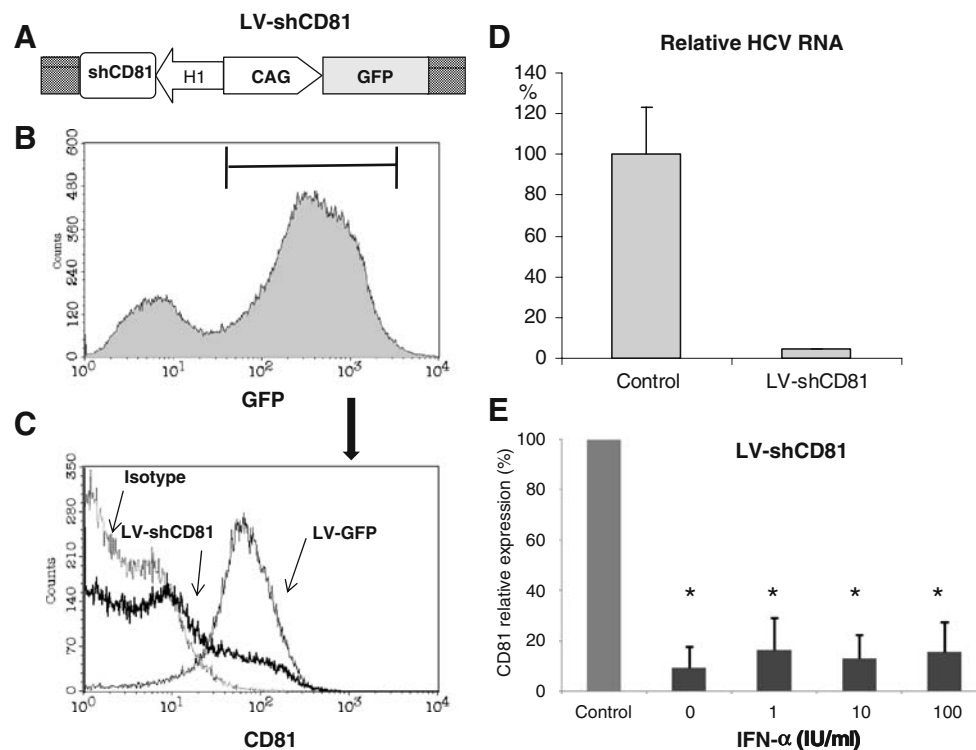 A
LV-shCD81
shCD81
H1
CAG
GFP
B
600
480
360
240
120
0
Counts
10^0 10^1 10^2 10^3 10^4
GFP
C
350
280
210
140
70
0
Counts
Isotype
LV-shCD81
LV-GFP
10^0 10^1 10^2 10^3 10^4
CD81
D
Relative HCV RNA
140
%
120
100
80
60
40
20
0
Control LV-shCD81
E
LV-shCD81
CD81 relative expression (%)
100
80
60
40
20
0
* * * *
Control 0 1 10 100
IFN-α (IU/ml)